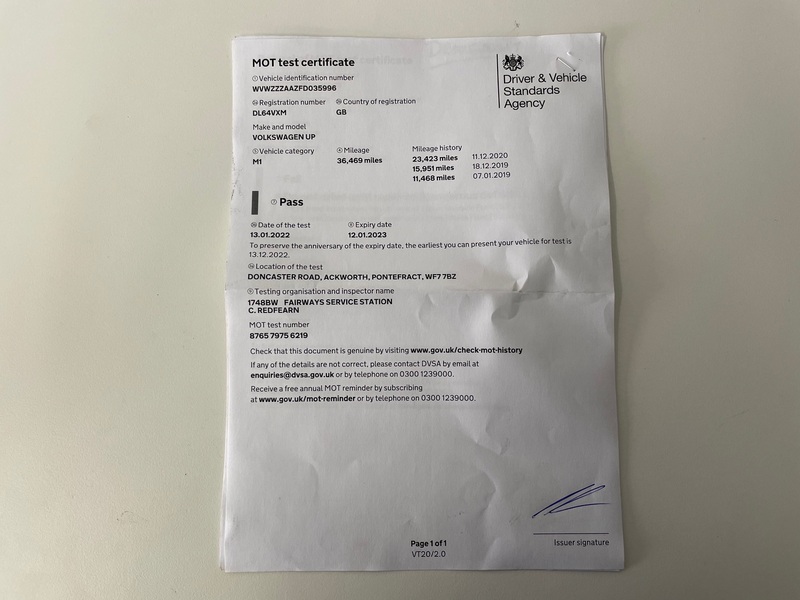 MOT test certificate
Driver & Vehicle
Standards
Agency
Vehicle identification number
WVWZZZAAZFD035996
Registration number Country of registration
DL64VXM GB
Make and model
VOLKSWAGEN UP
Vehicle category Mileage Mileage history
M1 36,469 miles 23,423 miles 11.12.2020
15,951 miles 18.12.2019
11,468 miles 07.01.2019
Pass
Date of the test Expiry date
13.01.2022 12.01.2023
To preserve the anniversary of the expiry date, the earliest you can present your vehicle for test is
13.12.2022.
Location of the test
DONCASTER ROAD, ACKWORTH, PONTEFRACT, WF7 7BZ
Testing organisation and inspector name
1748BW FAIRWAYS SERVICE STATION
C. REDFEARN
MOT test number
8765 7975 6219
Check that this document is genuine by visiting www.gov.uk/check-mot-history
If any of the details are not correct, please contact DVSA by email at
enquiries@dvsa.gov.uk or by telephone on 0300 1239000.
Receive a free annual MOT reminder by subscribing
at www.gov.uk/mot-reminder or by telephone on 0300 1239000.
Issuer signature
Page 1 of 1
VT20/2.0